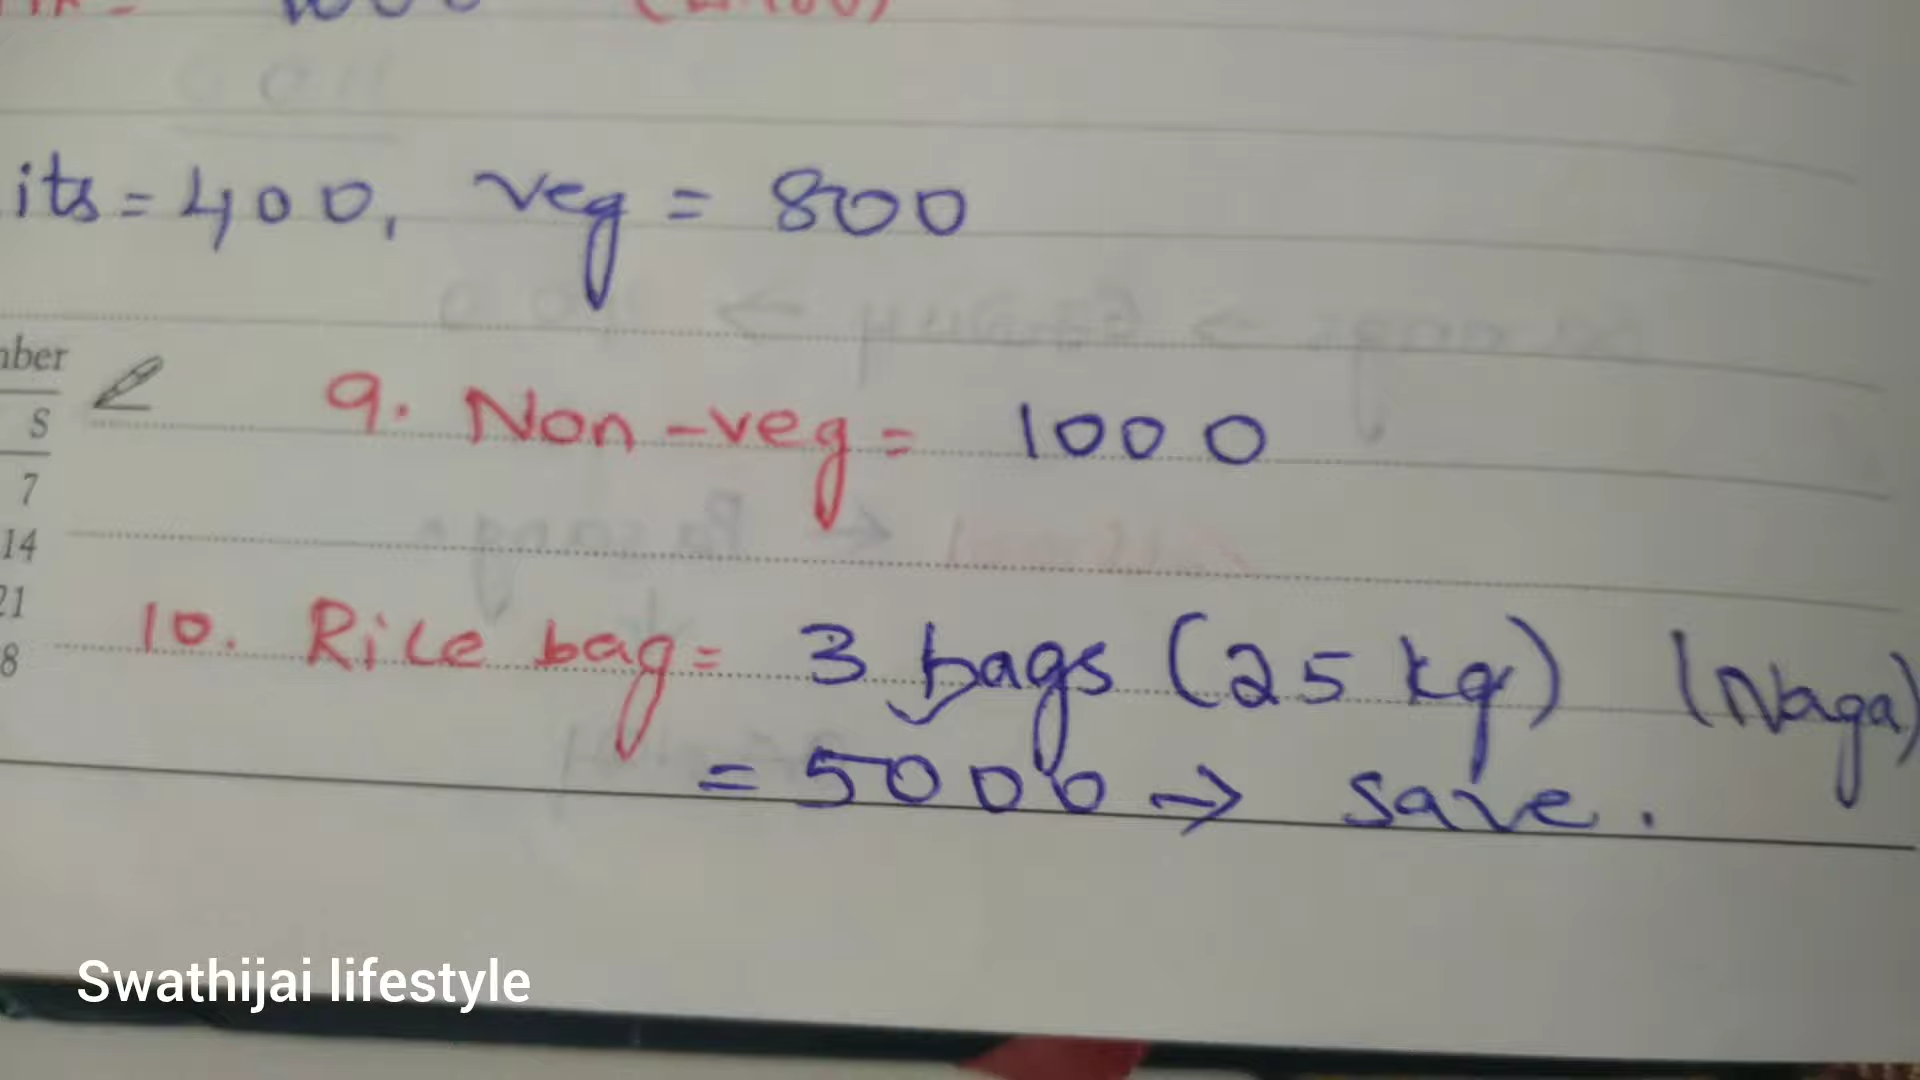 its = 400, veg = 800
9. Non-veg = 1000
10. Rice bag = 3 bags (25 kg) (Naga)
= 5000 → save.
S
7
14
21
8
Swathijai lifestyle